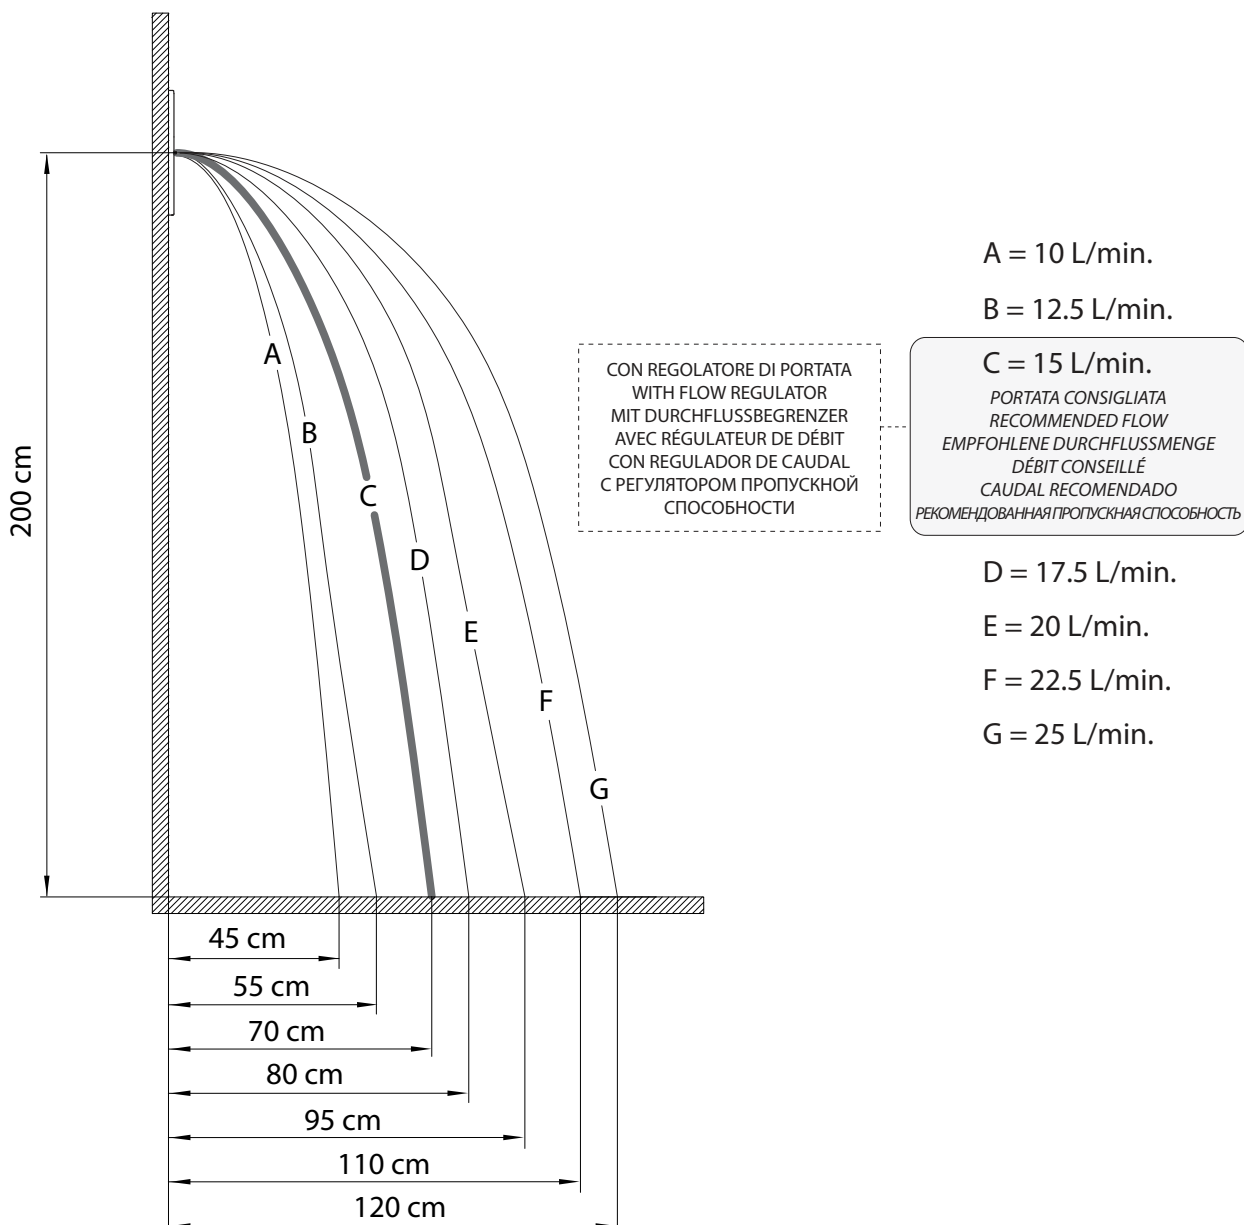 200 cm
A
B
C
D
E
F
G
45 cm
55 cm
70 cm
80 cm
95 cm
110 cm
120 cm
CON REGOLATORE DI PORTATA
WITH FLOW REGULATOR
MIT DURCHFLUSSBEGRENZER
AVEC RÉGULATEUR DE DÉBIT
CON REGULADOR DE CAUDAL
С РЕГУЛЯТОРОМ ПРОПУСКНОЙ
СПОСОБНОСТИ
A = 10 L/min.
B = 12.5 L/min.
C = 15 L/min.
PORTATA CONSIGLIATA
RECOMMENDED FLOW
EMPFOHLENE DURCHFLUSSMENGE
DÉBIT CONSEILLÉ
CAUDAL RECOMENDADO
РЕКОМЕНДОВАННАЯ ПРОПУСКНАЯ СПОСОБНОСТЬ
D = 17.5 L/min.
E = 20 L/min.
F = 22.5 L/min.
G = 25 L/min.